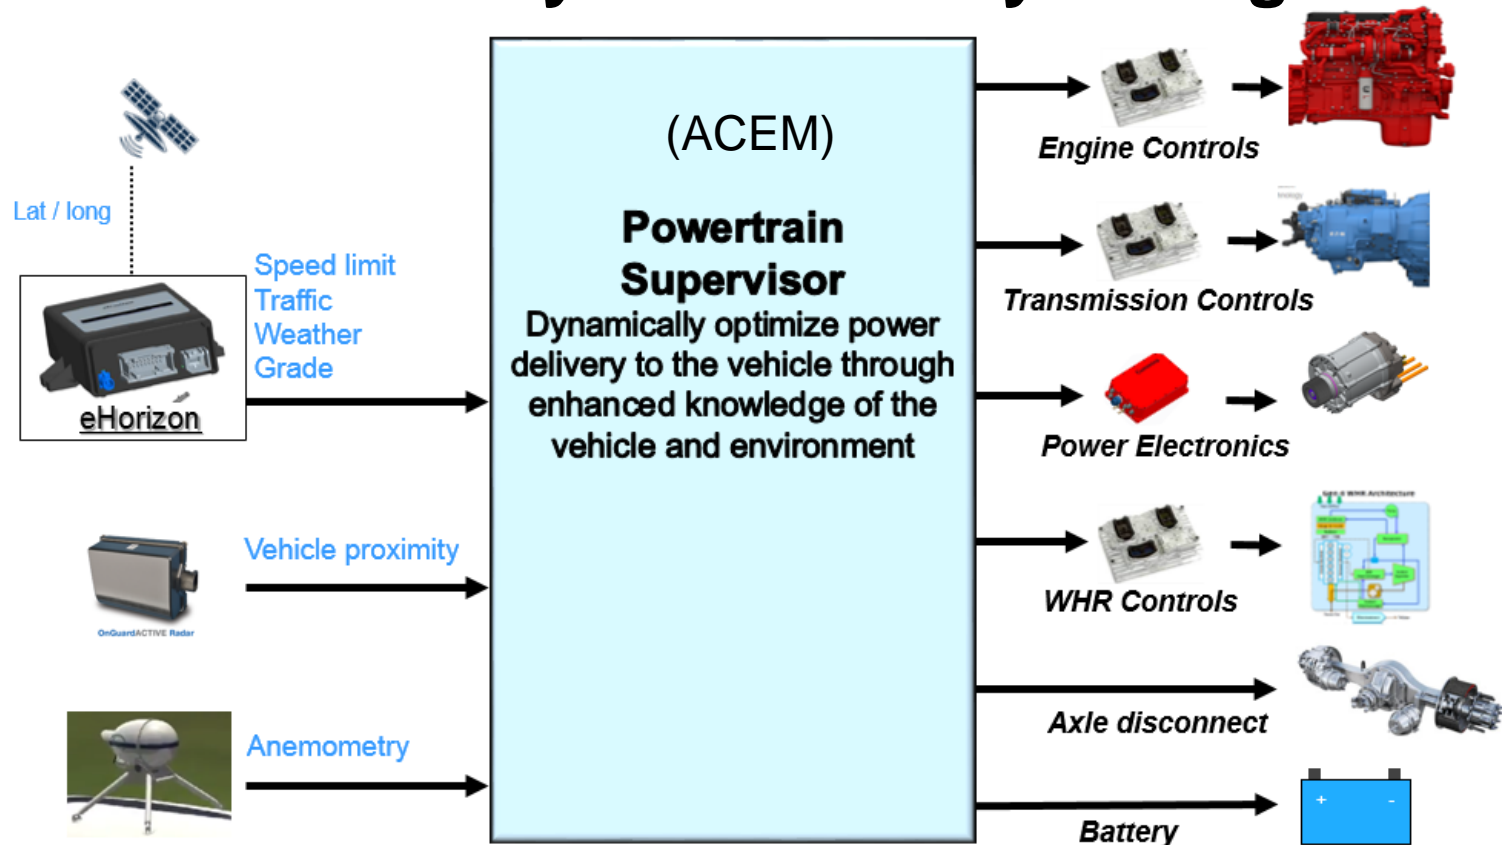 (ACEM)
Powertrain
Supervisor
Dynamically optimize power
delivery to the vehicle through
enhanced knowledge of the
vehicle and environment
Lat / long
Speed limit
Traffic
Weather
Grade
eHorizon
Vehicle proximity
OnGuardACTIVE Radar
Anemometry
Engine Controls
Transmission Controls
Power Electronics
WHR Controls
WHR Architecture
Axle disconnect
+ -
Battery